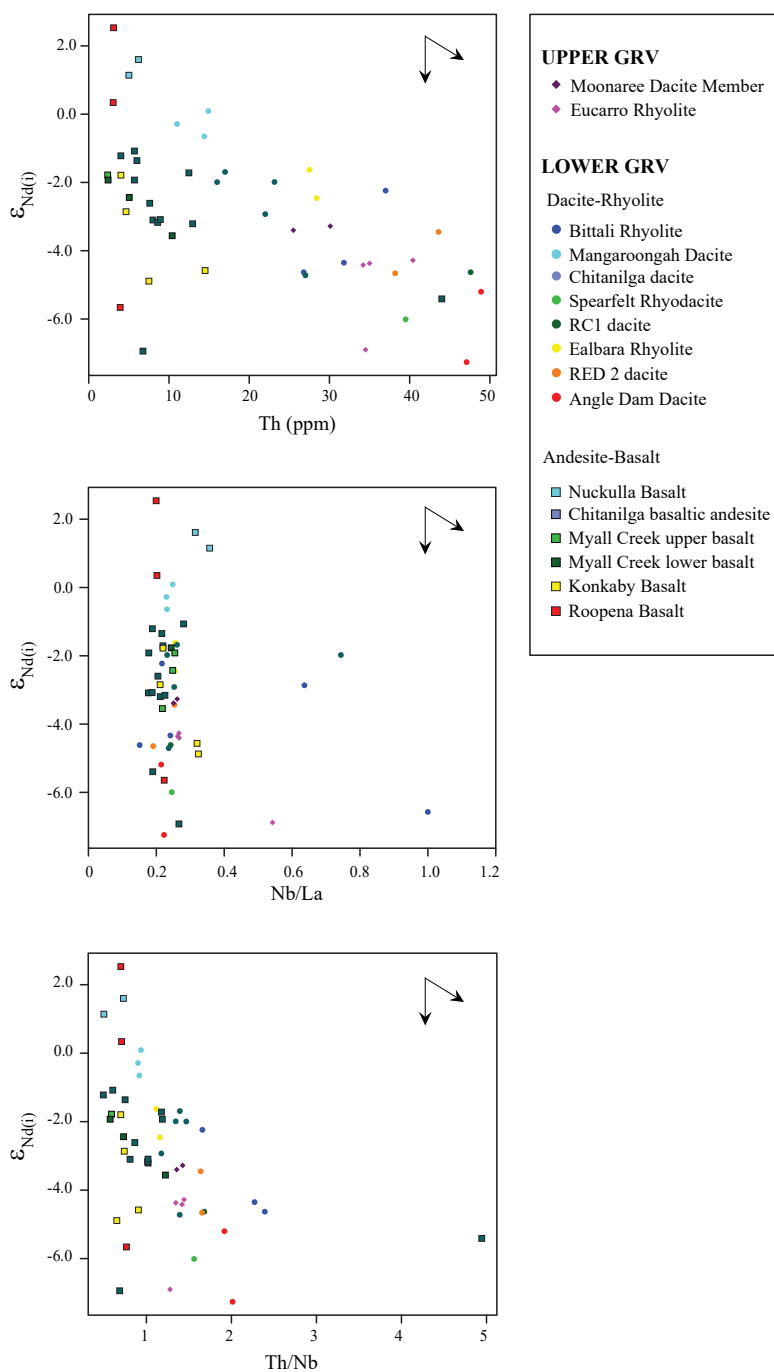 2.0
0.0
-2.0
-4.0
-6.0
εNd(i)
0 10 20 30 40 50
Th (ppm)
2.0
0.0
-2.0
-4.0
-6.0
εNd(i)
0 0.2 0.4 0.6 0.8 1.0 1.2
Nb/La
2.0
0.0
-2.0
-4.0
-6.0
εNd(i)
1 2 3 4 5
Th/Nb
UPPER GRV
Moonaree Dacite Member
Eucarro Rhyolite
LOWER GRV
Dacite-Rhyolite
Bittali Rhyolite
Mangaroongah Dacite
Chitanilga dacite
Spearfelt Rhyodacite
RC1 dacite
Ealbara Rhyolite
RED 2 dacite
Angle Dam Dacite
Andesite-Basalt
Nuckulla Basalt
Chitanilga basaltic andesite
Myall Creek upper basalt
Myall Creek lower basalt
Konkaby Basalt
Roopena Basalt